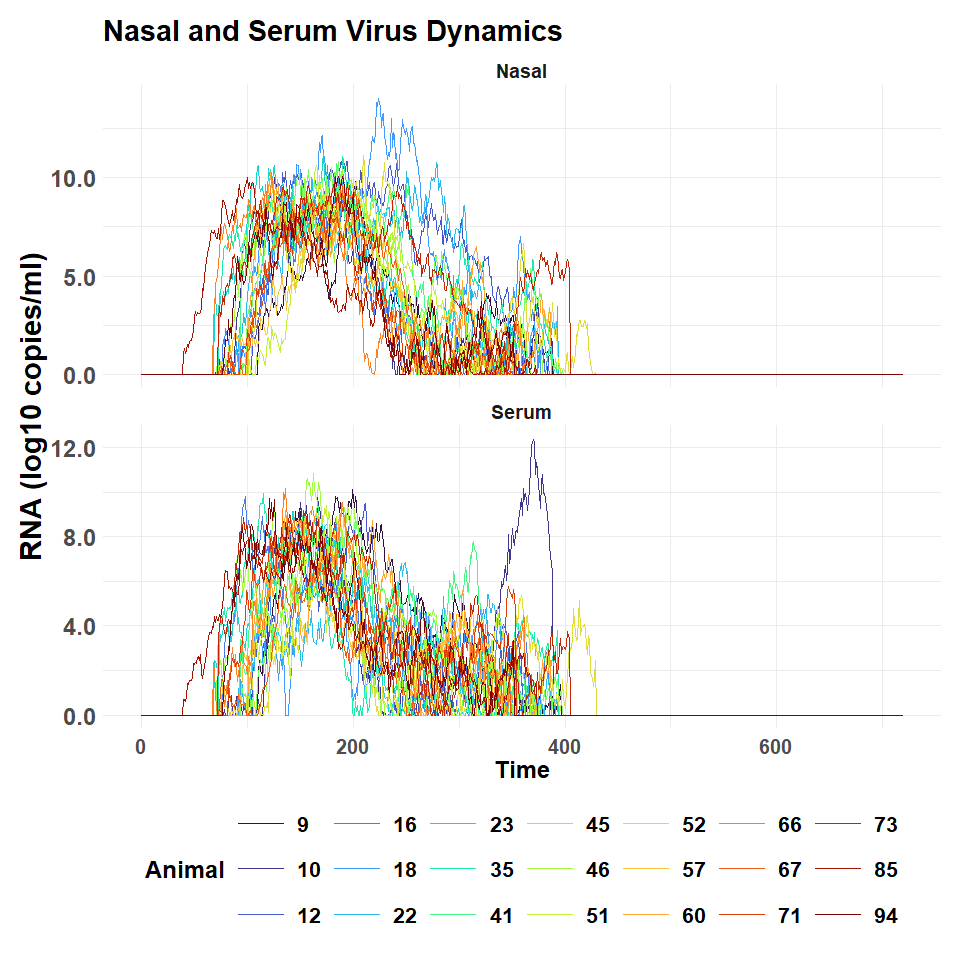 Nasal and Serum Virus Dynamics
Nasal
10.0
5.0
0.0
RNA (log10 copies/ml)
Serum
12.0
8.0
4.0
0.0
0 200 400 600
Time
Animal
9 16 23 45 52 66 73
10 18 35 46 57 67 85
12 22 41 51 60 71 94